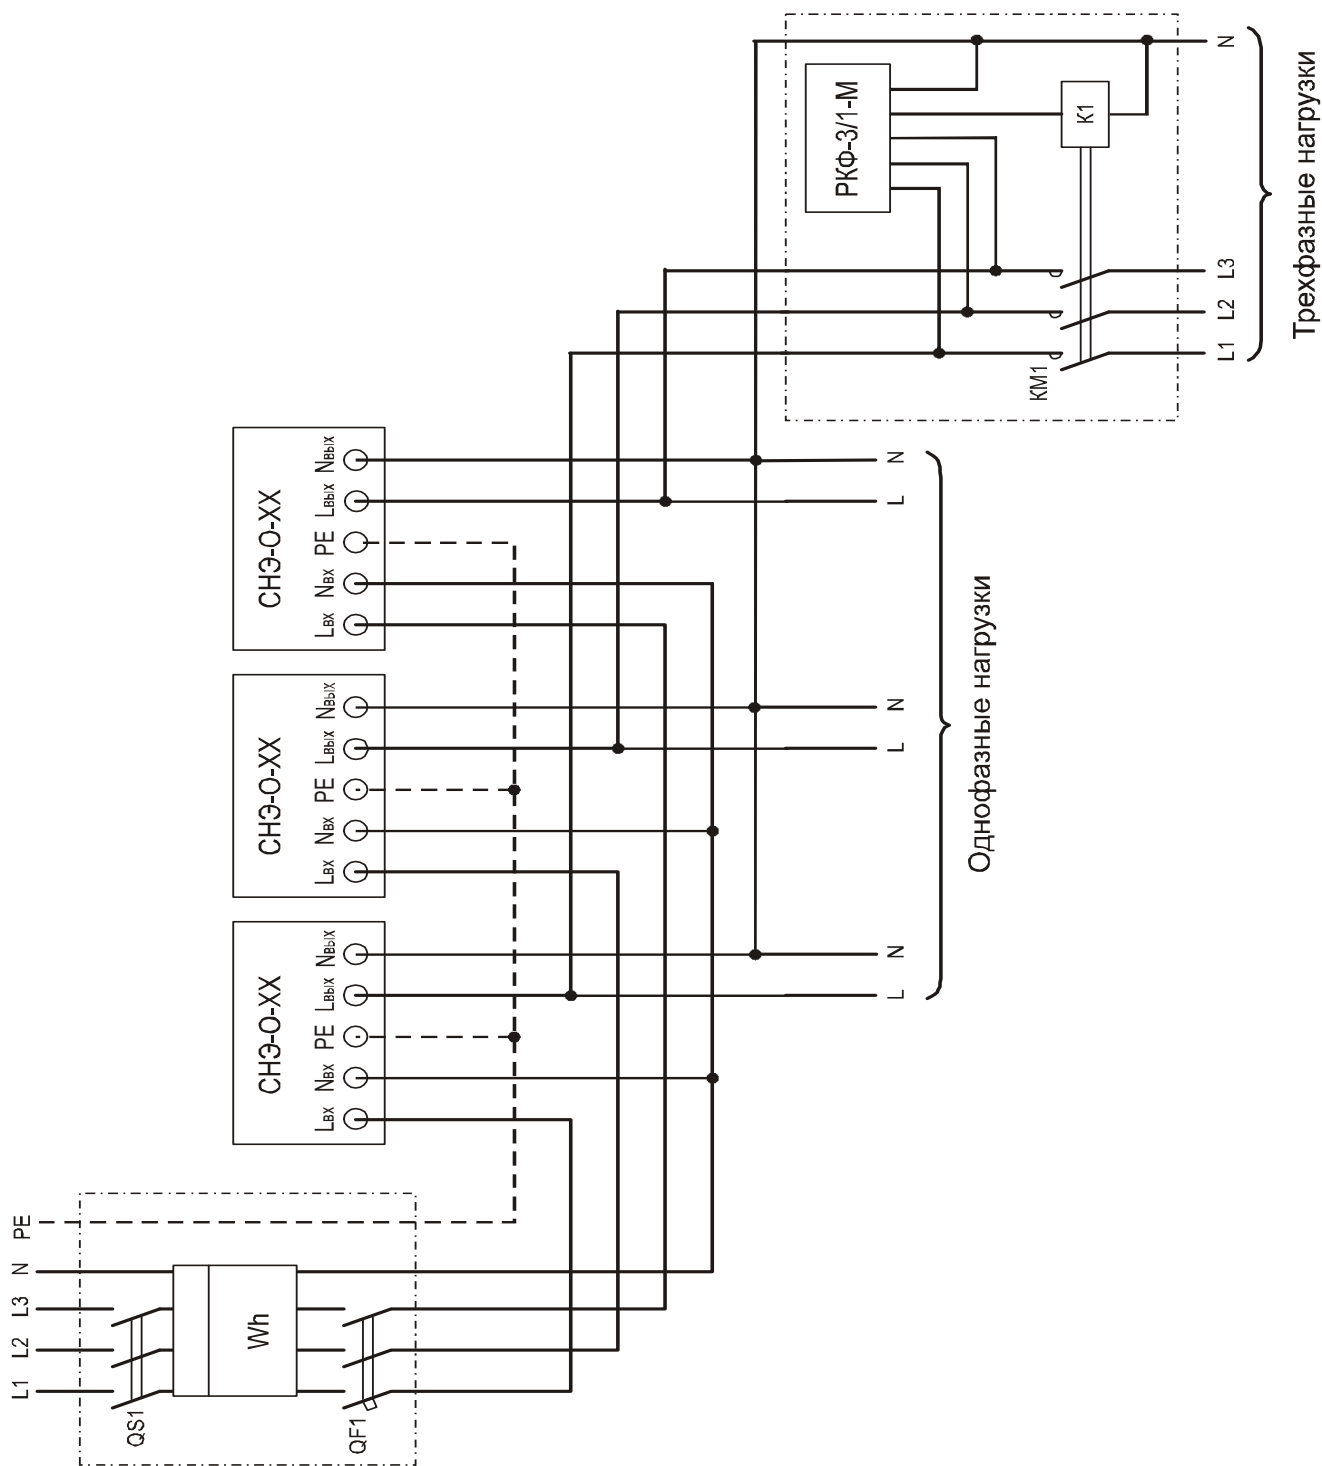 L1
L2
L3
N
PE
QS1
Wh
QF1
СНЭ-О-ХХ
Lвх
Nвх
PE
Lвых
Nвых
СНЭ-О-ХХ
Lвх
Nвх
PE
Lвых
Nвых
СНЭ-О-ХХ
Lвх
Nвх
PE
Lвых
Nвых
L
N
L
N
L
N
Однофазные нагрузки
РКФ-3/1-М
К1
КМ1
L1
L2
L3
N
Трехфазные нагрузки